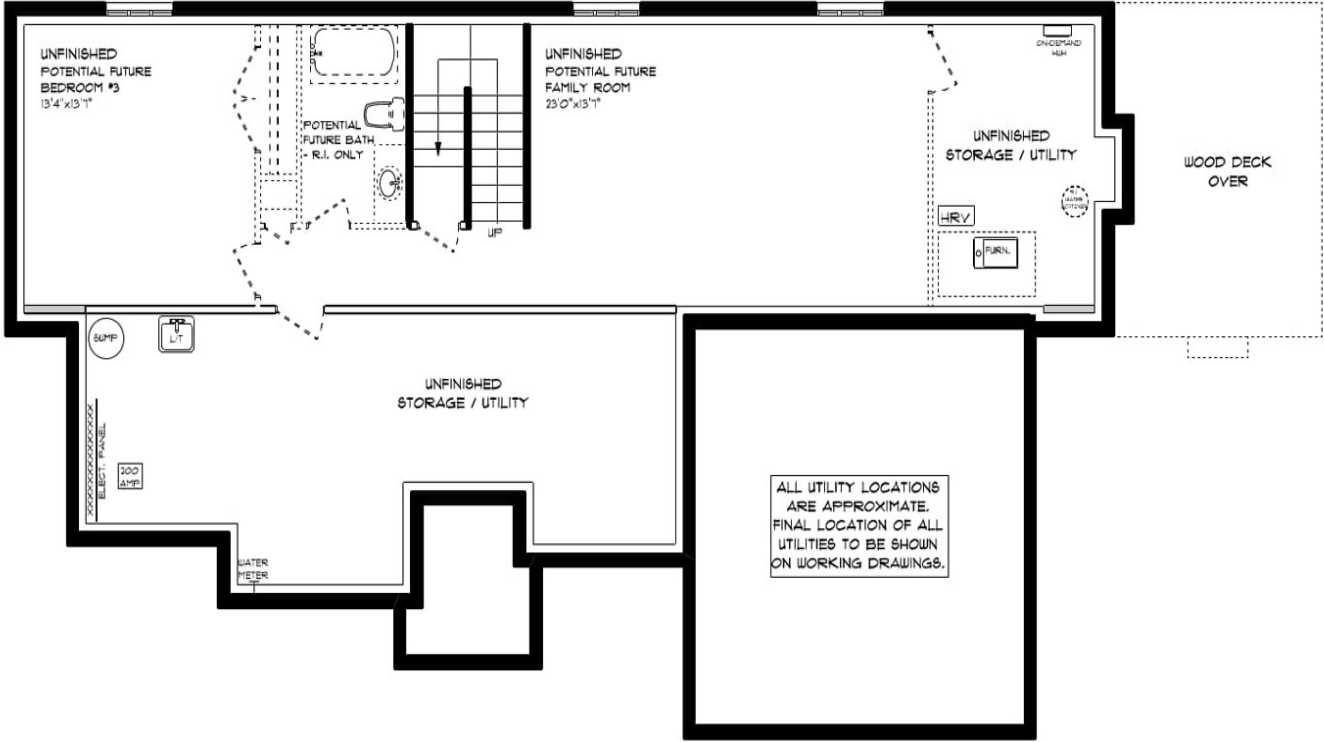 UNFINISHED
POTENTIAL FUTURE
BEDROOM #3
13'4"x13'7"
POTENTIAL
FUTURE BATH
- R.I. ONLY
UP
UNFINISHED
POTENTIAL FUTURE
FAMILY ROOM
23'0"x13'7"
ON-DEMAND
UNFINISHED
STORAGE / UTILITY
HRV
FURN.
WOOD DECK
OVER
SUMP
L/T
UNFINISHED
STORAGE / UTILITY
ELECT. PANEL
200
AMP
WATER
METER
ALL UTILITY LOCATIONS
ARE APPROXIMATE.
FINAL LOCATION OF ALL
UTILITIES TO BE SHOWN
ON WORKING DRAWINGS.